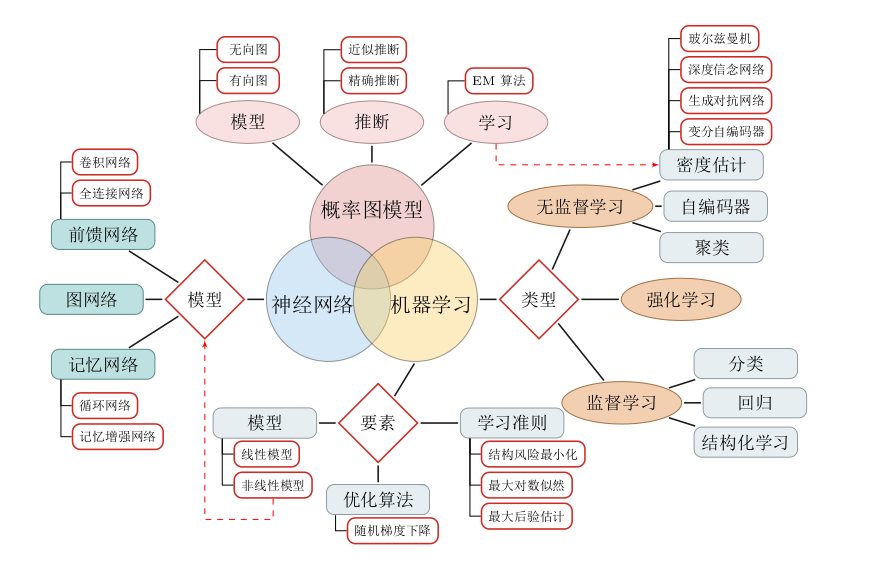 无向图
有向图
模型
近似推断
精确推断
推断
EM 算法
学习
玻尔兹曼机
深度信念网络
生成对抗网络
变分自编码器
密度估计
无监督学习
自编码器
聚类
卷积网络
全连接网络
前馈网络
图网络
记忆网络
循环网络
记忆增强网络
模型
概率图模型
神经网络
机器学习
类型
强化学习
监督学习
分类
回归
结构化学习
要素
模型
线性模型
非线性模型
优化算法
随机梯度下降
学习准则
结构风险最小化
最大对数似然
最大后验估计